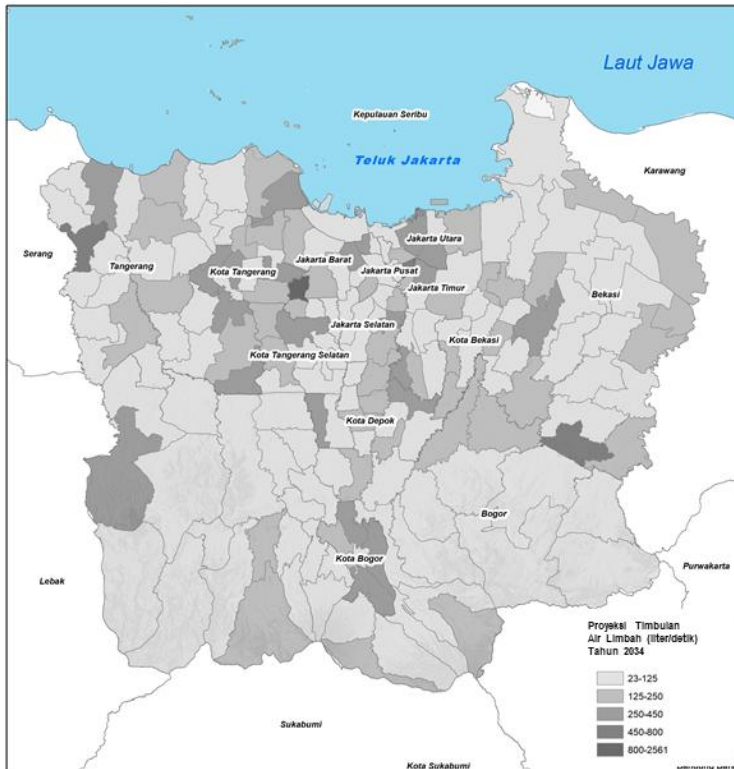 Laut Jawa
Kepulauan Seribu
Teluk Jakarta
Karawang
Serang
Jakarta Utara
Jakarta Barat
Tangerang
Kota Tangerang
Jakarta Pusat
Jakarta Timur
Bekasi
Jakarta Selatan
Kota Bekasi
Kota Tangerang Selatan
Kota Depok
Bogor
Kota Bogor
Lebak
Purwakarta
Proyeksi Timbulan
Air Limbah (liter/detik)
Tahun 2034
23-125
125-250
250-450
450-800
800-2561
Sukabumi
Kota Sukabumi